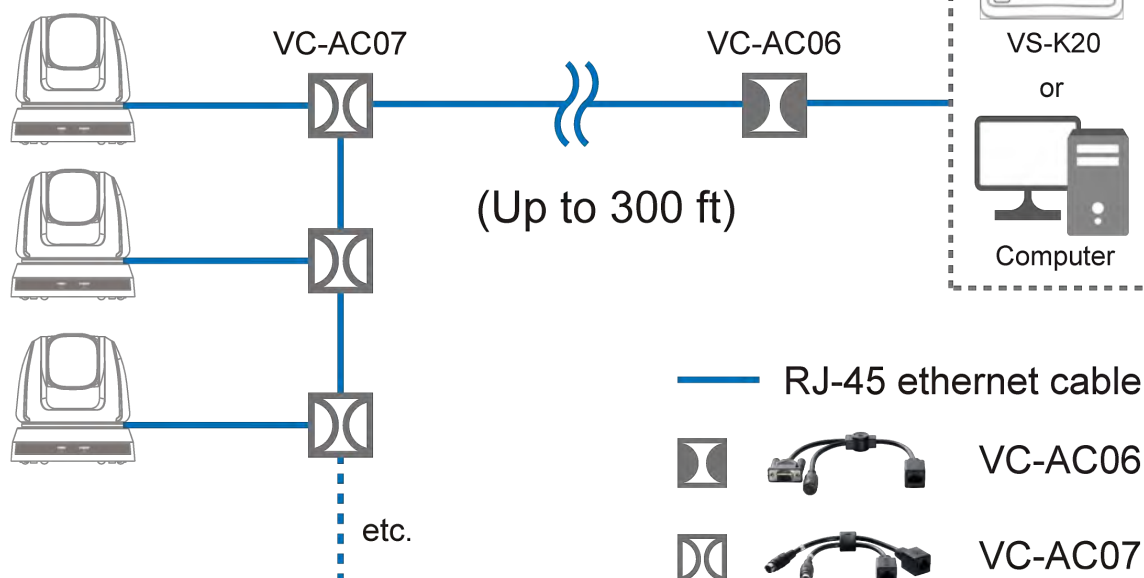 VC-AC07
VC-AC06
VS-K20
or
(Up to 300 ft)
Computer
RJ-45 ethernet cable
VC-AC06
etc.
VC-AC07